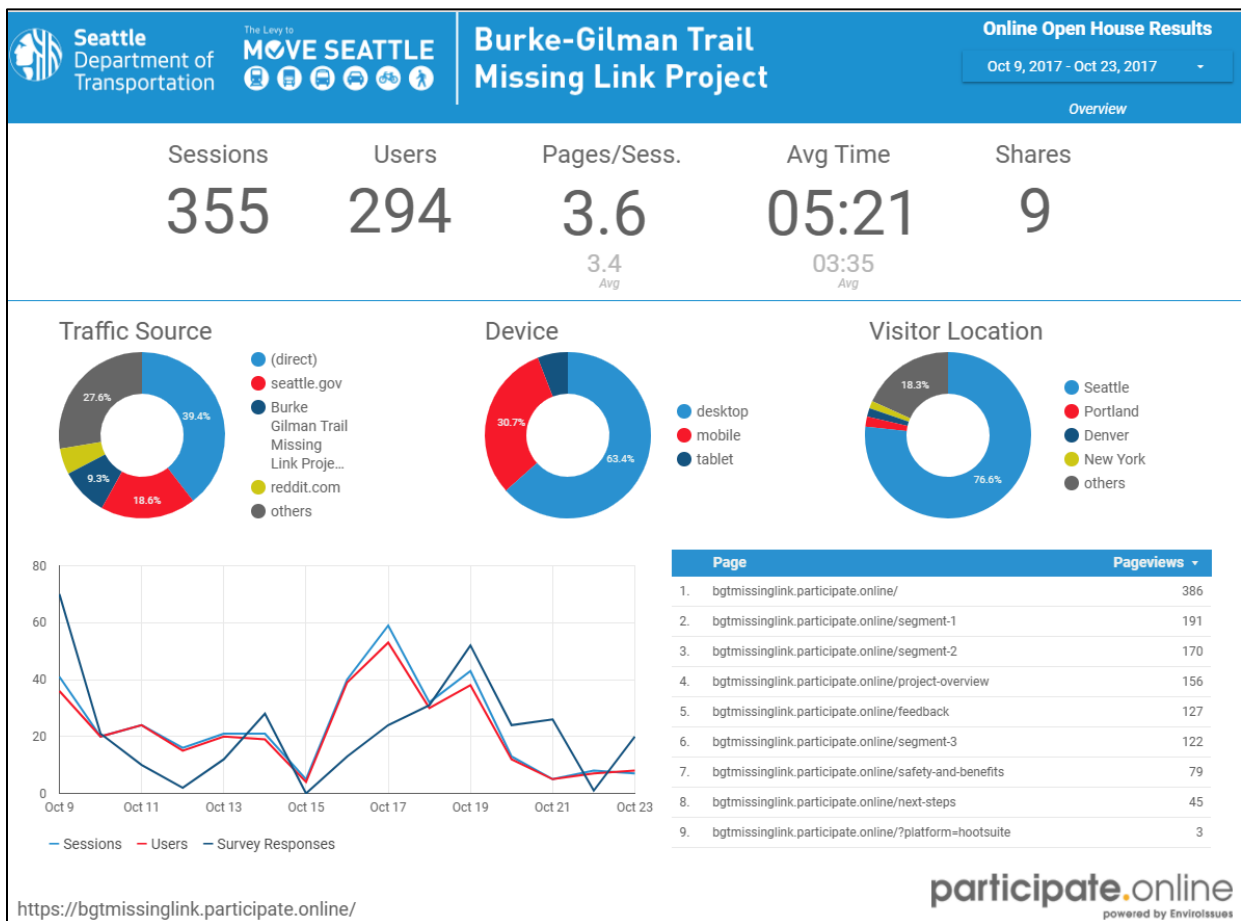 Seattle
Department of
Transportation
The Levy to
MOVE SEATTLE
Burke-Gilman Trail
Missing Link Project
Online Open House Results
Oct 9, 2017 - Oct 23, 2017
Overview
Sessions
355
Users
294
Pages/Sess.
3.6
3.4
Avg
Avg Time
05:21
03:35
Avg
Shares
9
Traffic Source
39.4%
18.6%
9.3%
27.6%
(direct)
seattle.gov
Burke
Gilman Trail
Missing
Link Proje...
reddit.com
others
Device
63.4%
30.7%
desktop
mobile
tablet
Visitor Location
76.6%
18.3%
Seattle
Portland
Denver
New York
others
80
60
40
20
0
Oct 9 Oct 11 Oct 13 Oct 15 Oct 17 Oct 19 Oct 21 Oct 23
Sessions Users Survey Responses
Page Pageviews
1. bgtmissinglink.participate.online/ 386
2. bgtmissinglink.participate.online/segment-1 191
3. bgtmissinglink.participate.online/segment-2 170
4. bgtmissinglink.participate.online/project-overview 156
5. bgtmissinglink.participate.online/feedback 127
6. bgtmissinglink.participate.online/segment-3 122
7. bgtmissinglink.participate.online/safety-and-benefits 79
8. bgtmissinglink.participate.online/next-steps 45
9. bgtmissinglink.participate.online/?platform=hootsuite 3
https://bgtmissinglink.participate.online/
participate.online
powered by EnviroIssues